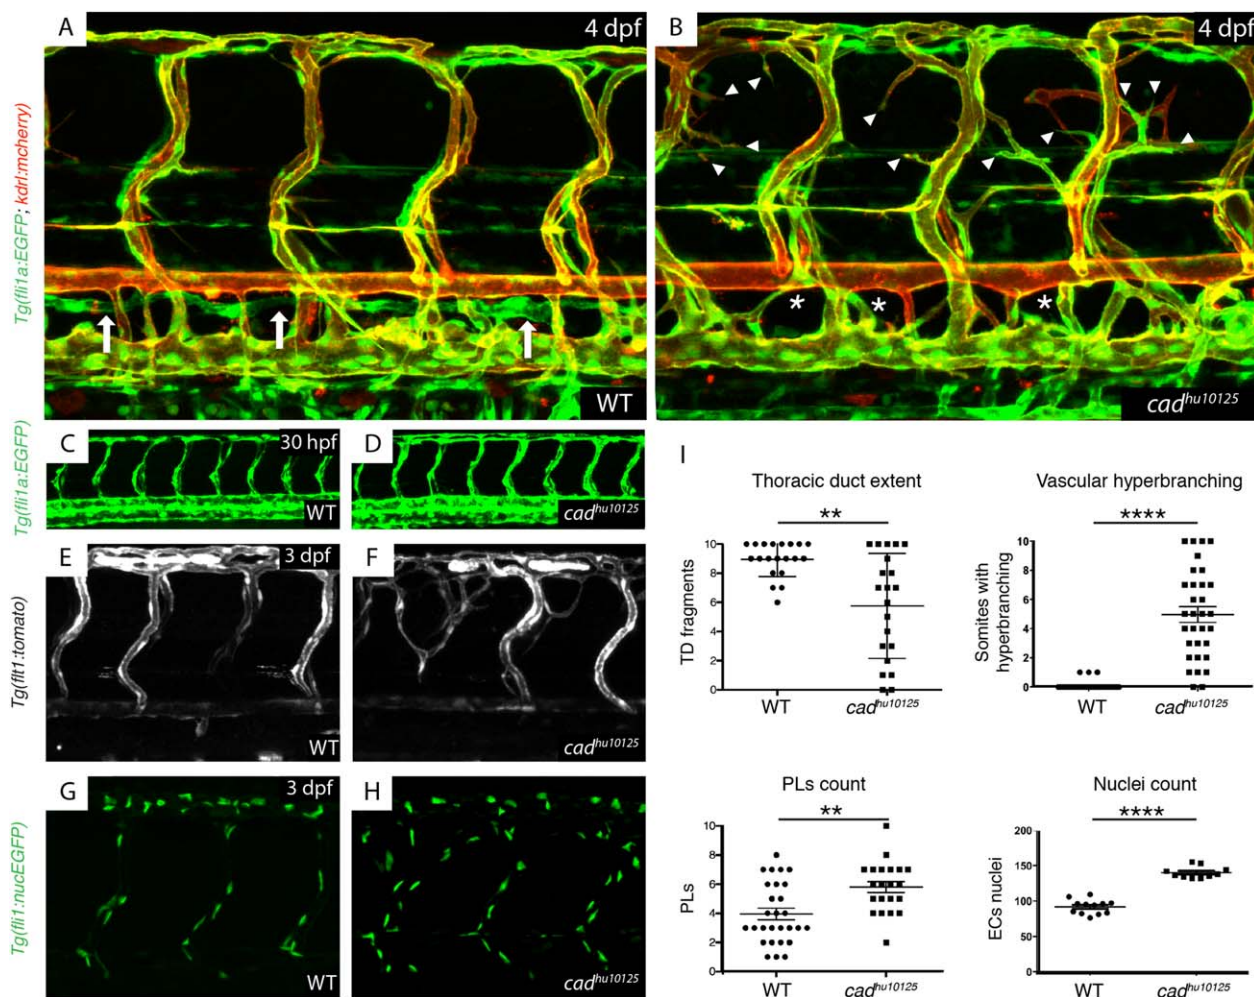 A
4 dpf
WT
Tg(fli1a:EGFP; kdrl:mcherry)
B
4 dpf
cadhu10125
* * *
C
30 hpf
WT
Tg(fli1a:EGFP)
D
cadhu10125
E
3 dpf
WT
Tg(flt1:tomato)
F
cadhu10125
G
3 dpf
WT
Tg(fli1:nucEGFP)
H
cadhu10125
I
Thoracic duct extent
**
TD fragments
10
8
6
4
2
0
WT
cadhu10125
Vascular hyperbranching
****
Somites with
hyperbranching
10
8
6
4
2
0
WT
cadhu10125
PLs count
**
PLs
10
8
6
4
2
0
WT
cadhu10125
Nuclei count
****
ECs nuclei
200
150
100
50
0
WT
cadhu10125